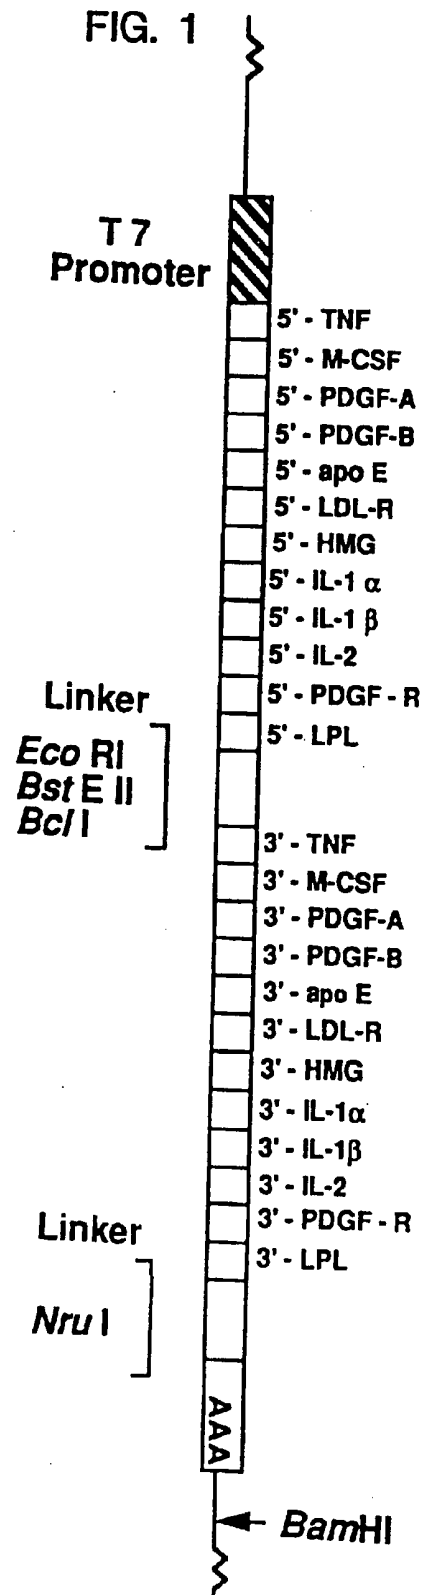 FIG. 1
T 7
Promoter
5' - TNF
5' - M-CSF
5' - PDGF-A
5' - PDGF-B
5' - apo E
5' - LDL-R
5' - HMG
5' - IL-1 α
5' - IL-1 β
5' - IL-2
5' - PDGF - R
5' - LPL
Linker
Eco RI
Bst E II
Bcl I
3' - TNF
3' - M-CSF
3' - PDGF-A
3' - PDGF-B
3' - apo E
3' - LDL-R
3' - HMG
3' - IL-1α
3' - IL-1β
3' - IL-2
3' - PDGF - R
3' - LPL
Linker
Nru I
AAA
BamHI